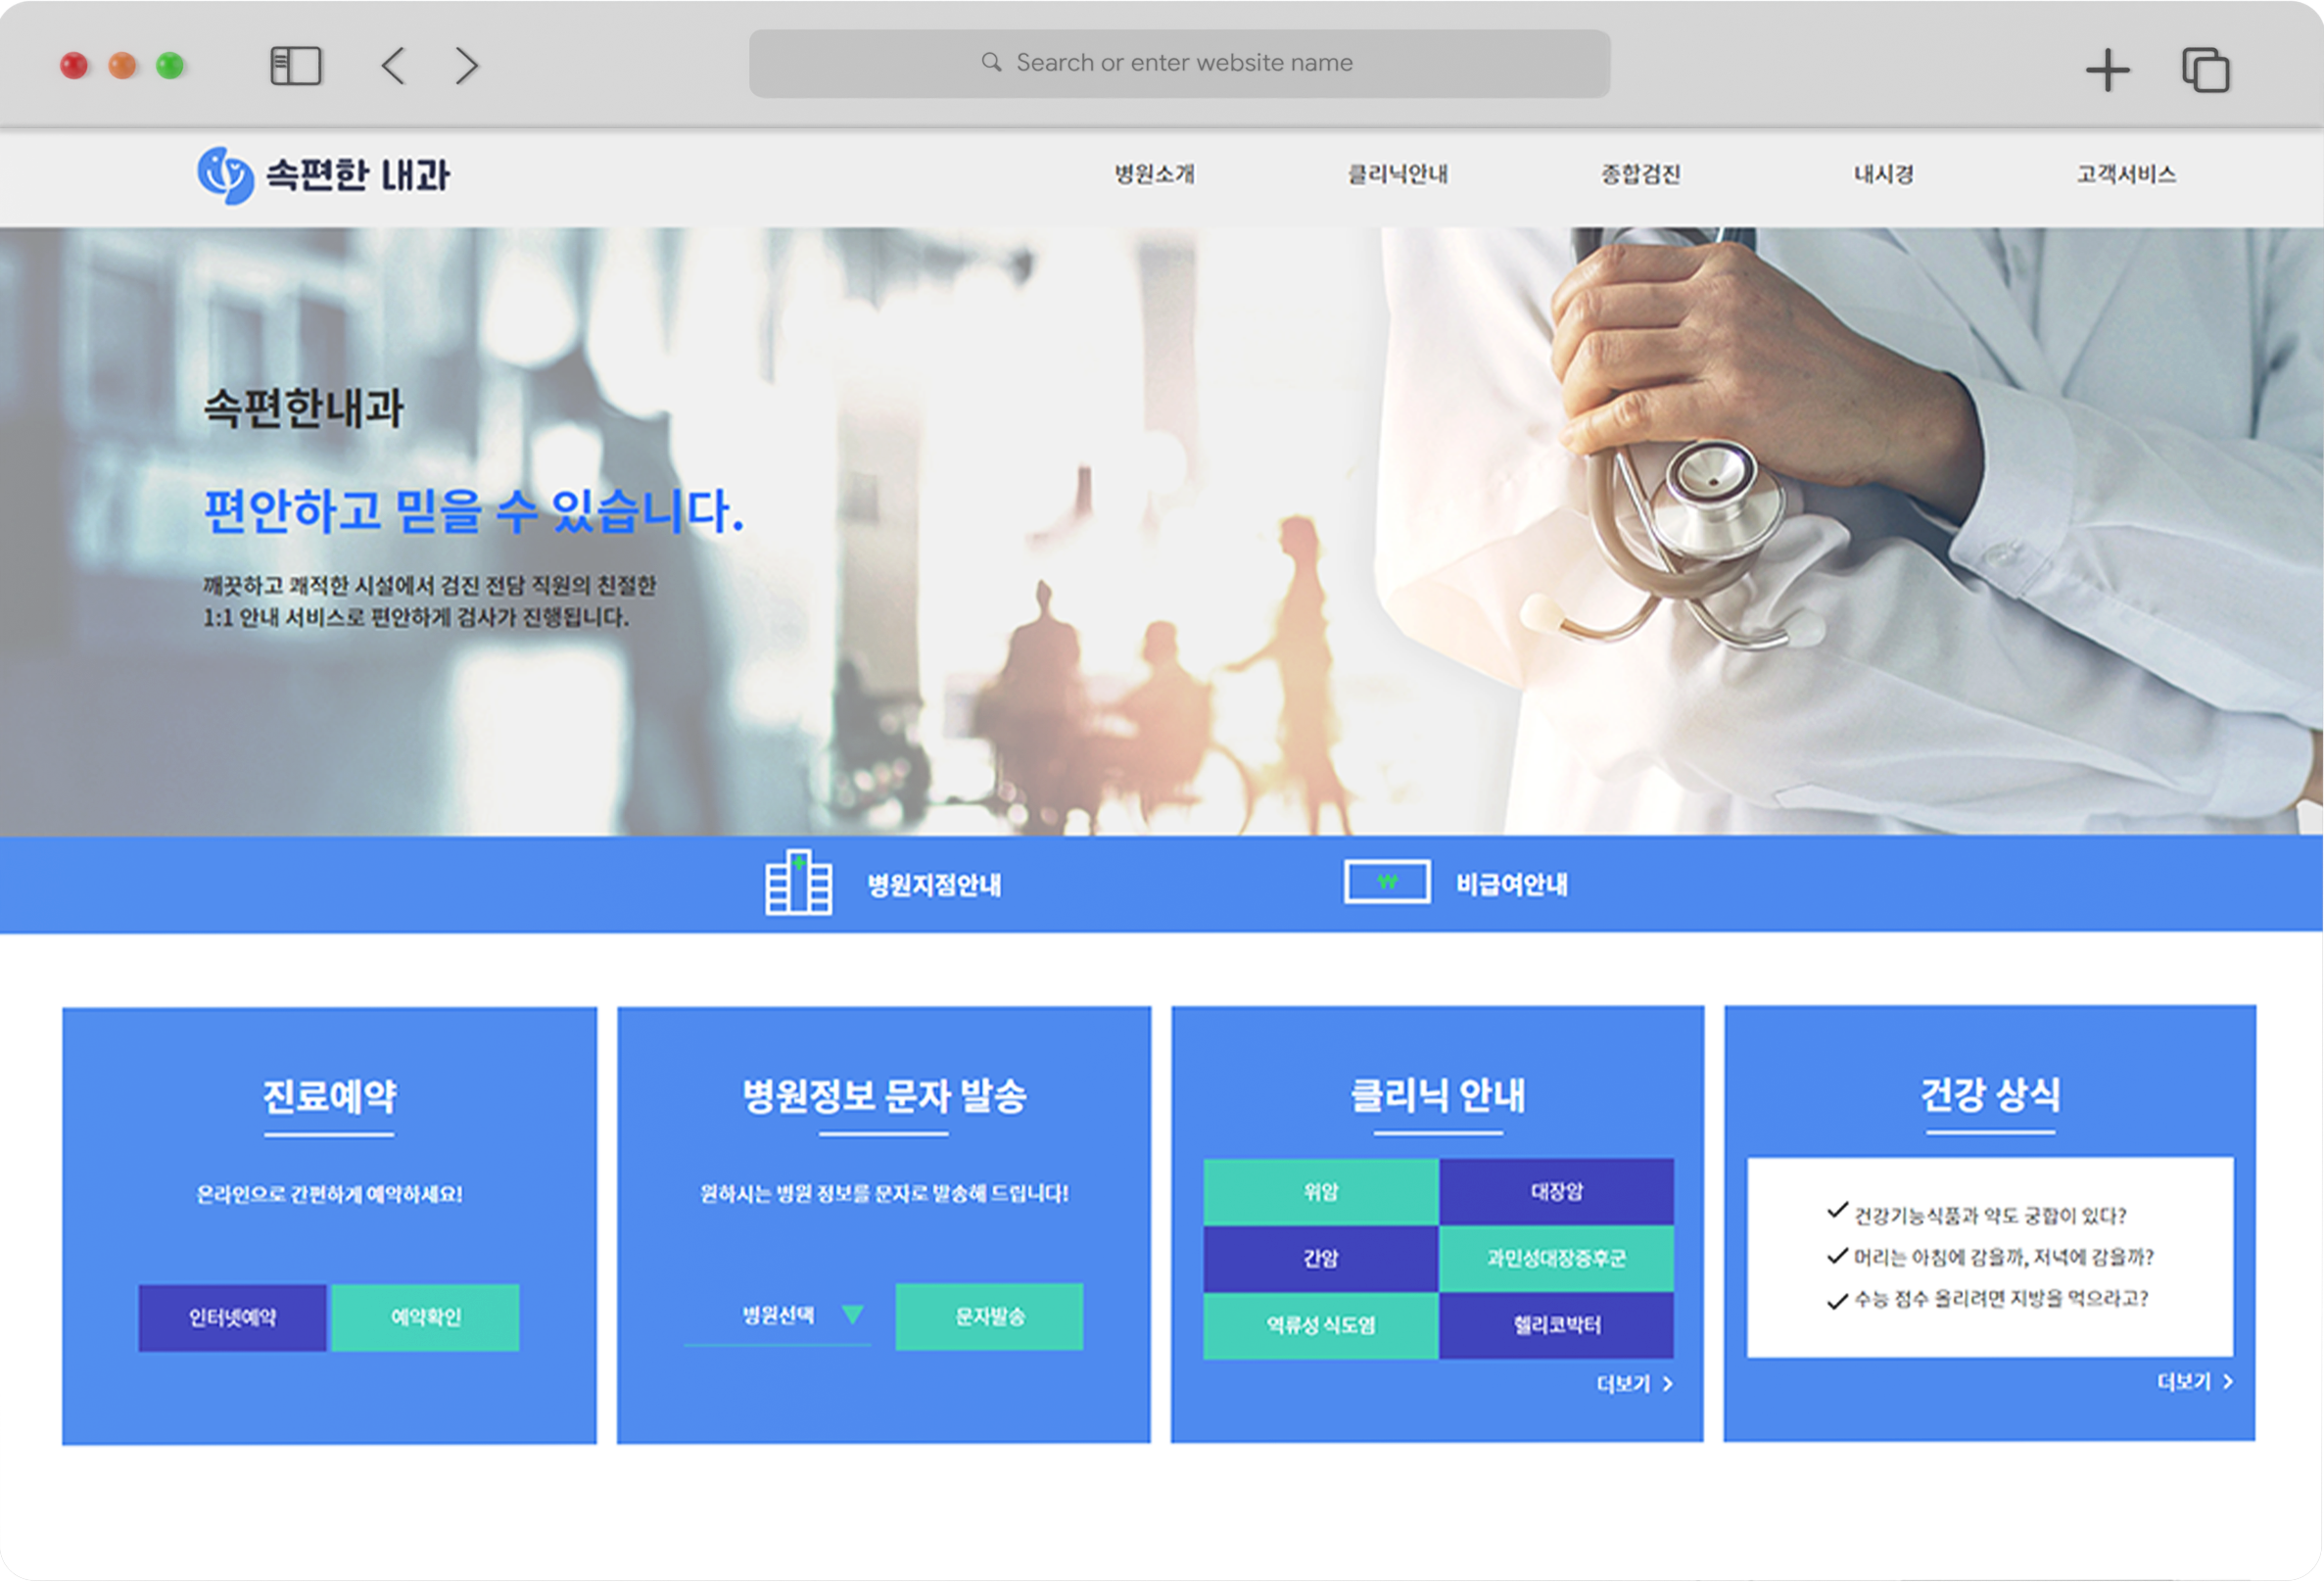 Search or enter website name
속편한 내과
병원소개 클리닉안내 종합검진 내시경 고객서비스
속편한내과
편안하고 믿을 수 있습니다.
깨끗하고 쾌적한 시설에서 검진 전담 직원의 친절한
1:1 안내 서비스로 편안하게 검사가 진행됩니다.
병원지점안내
₩
비급여안내
진료예약
온라인으로 간편하게 예약하세요!
인터넷예약 예약확인
병원정보 문자 발송
원하시는 병원 정보를 문자로 발송해 드립니다!
병원선택 문자발송
클리닉 안내
위암 대장암
간암 과민성대장증후군
역류성 식도염 헬리코박터
더보기 >
건강 상식
건강기능식품과 약도 궁합이 있다?
머리는 아침에 감을까, 저녁에 감을까?
수능 점수 올리려면 지방을 먹으라고?
더보기 >